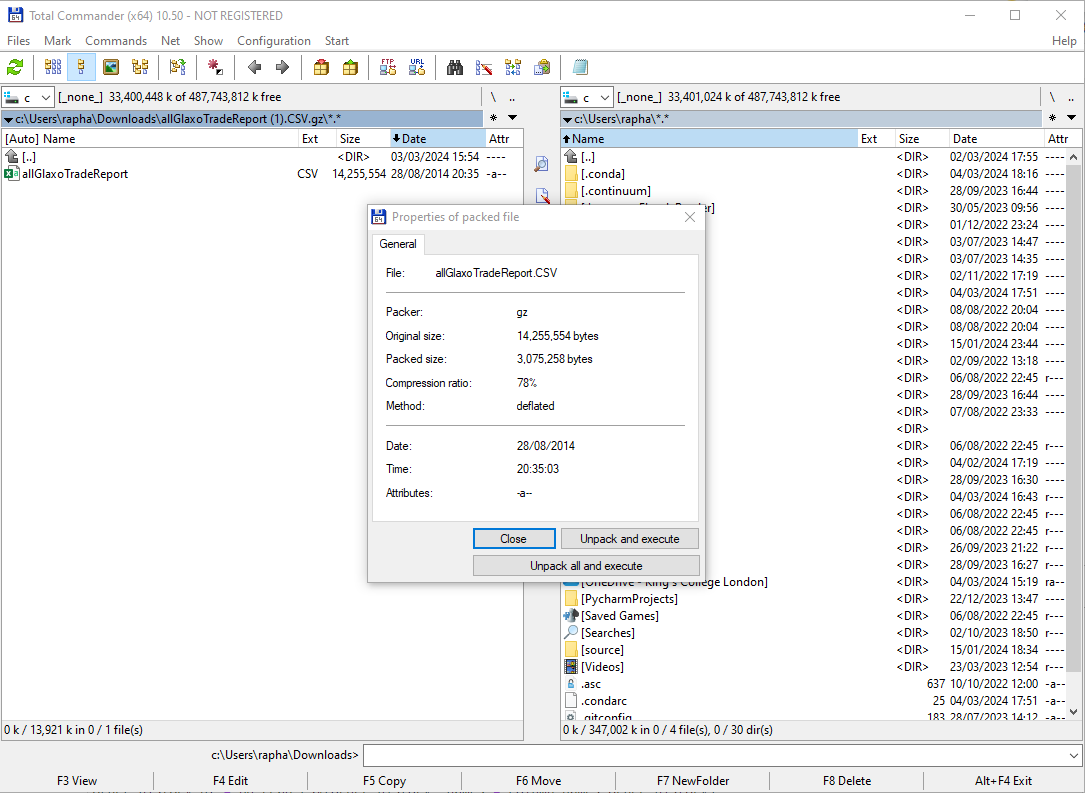 Total Commander (x64) 10.50 - NOT REGISTERED
Files Mark Commands Net Show Configuration Start Help
FTP URL
c [_none_] 33,400,448 k of 487,743,812 k free \ ..
c:\Users\rapha\Downloads\allGlaxoTradeReport (1).CSV.gz\*.* * ▼
[Auto] Name Ext Size Date Attr
[..] <DIR> 03/03/2024 15:54 ----
allGlaxoTradeReport CSV 14,255,554 28/08/2014 20:35 -a--
0 k / 13,921 k in 0 / 1 file(s)
c [_none_] 33,401,024 k of 487,743,812 k free \ ..
c:\Users\rapha\*.* * ▼
Name Ext Size Date Attr
[..] <DIR> 02/03/2024 17:55 ----
[.conda] <DIR> 04/03/2024 18:16 ----
[.continuum] <DIR> 28/09/2023 16:44 ----
<DIR> 30/05/2023 09:56 ----
<DIR> 01/12/2022 23:24 ----
<DIR> 03/07/2023 14:47 ----
<DIR> 03/07/2023 14:35 ----
<DIR> 02/11/2022 17:19 ----
<DIR> 04/03/2024 17:51 ----
<DIR> 08/08/2022 20:04 ----
<DIR> 08/08/2022 20:04 ----
<DIR> 15/01/2024 23:44 ----
<DIR> 02/09/2022 13:18 ----
<DIR> 06/08/2022 22:45 r---
<DIR> 28/09/2023 16:44 ----
<DIR> 07/08/2022 23:33 ----
<DIR>
<DIR> 06/08/2022 22:45 r---
<DIR> 04/02/2024 17:19 ----
<DIR> 28/09/2023 16:30 ----
<DIR> 04/03/2024 16:43 r---
<DIR> 06/08/2022 22:45 r---
<DIR> 06/08/2022 22:45 r---
<DIR> 26/09/2023 21:22 r---
<DIR> 28/09/2023 16:27 r---
[OneDrive - King's College London] <DIR> 04/03/2024 15:19 ra--
[PycharmProjects] <DIR> 22/12/2023 13:47 ----
[Saved Games] <DIR> 06/08/2022 22:45 r---
[Searches] <DIR> 02/10/2023 18:50 r---
[source] <DIR> 15/01/2024 18:34 ----
[Videos] <DIR> 23/03/2023 12:54 r---
.asc 637 10/10/2022 12:00 -a--
.condarc 25 04/03/2024 17:51 -a--
.gitconfig 183 28/07/2023 14:12 -a--
0 k / 347,002 k in 0 / 4 file(s), 0 / 30 dir(s)
Properties of packed file
General
File: allGlaxoTradeReport.CSV
Packer: gz
Original size: 14,255,554 bytes
Packed size: 3,075,258 bytes
Compression ratio: 78%
Method: deflated
Date: 28/08/2014
Time: 20:35:03
Attributes: -a--
Close Unpack and execute
Unpack all and execute
c:\Users\rapha\Downloads>
F3 View F4 Edit F5 Copy F6 Move F7 NewFolder F8 Delete Alt+F4 Exit